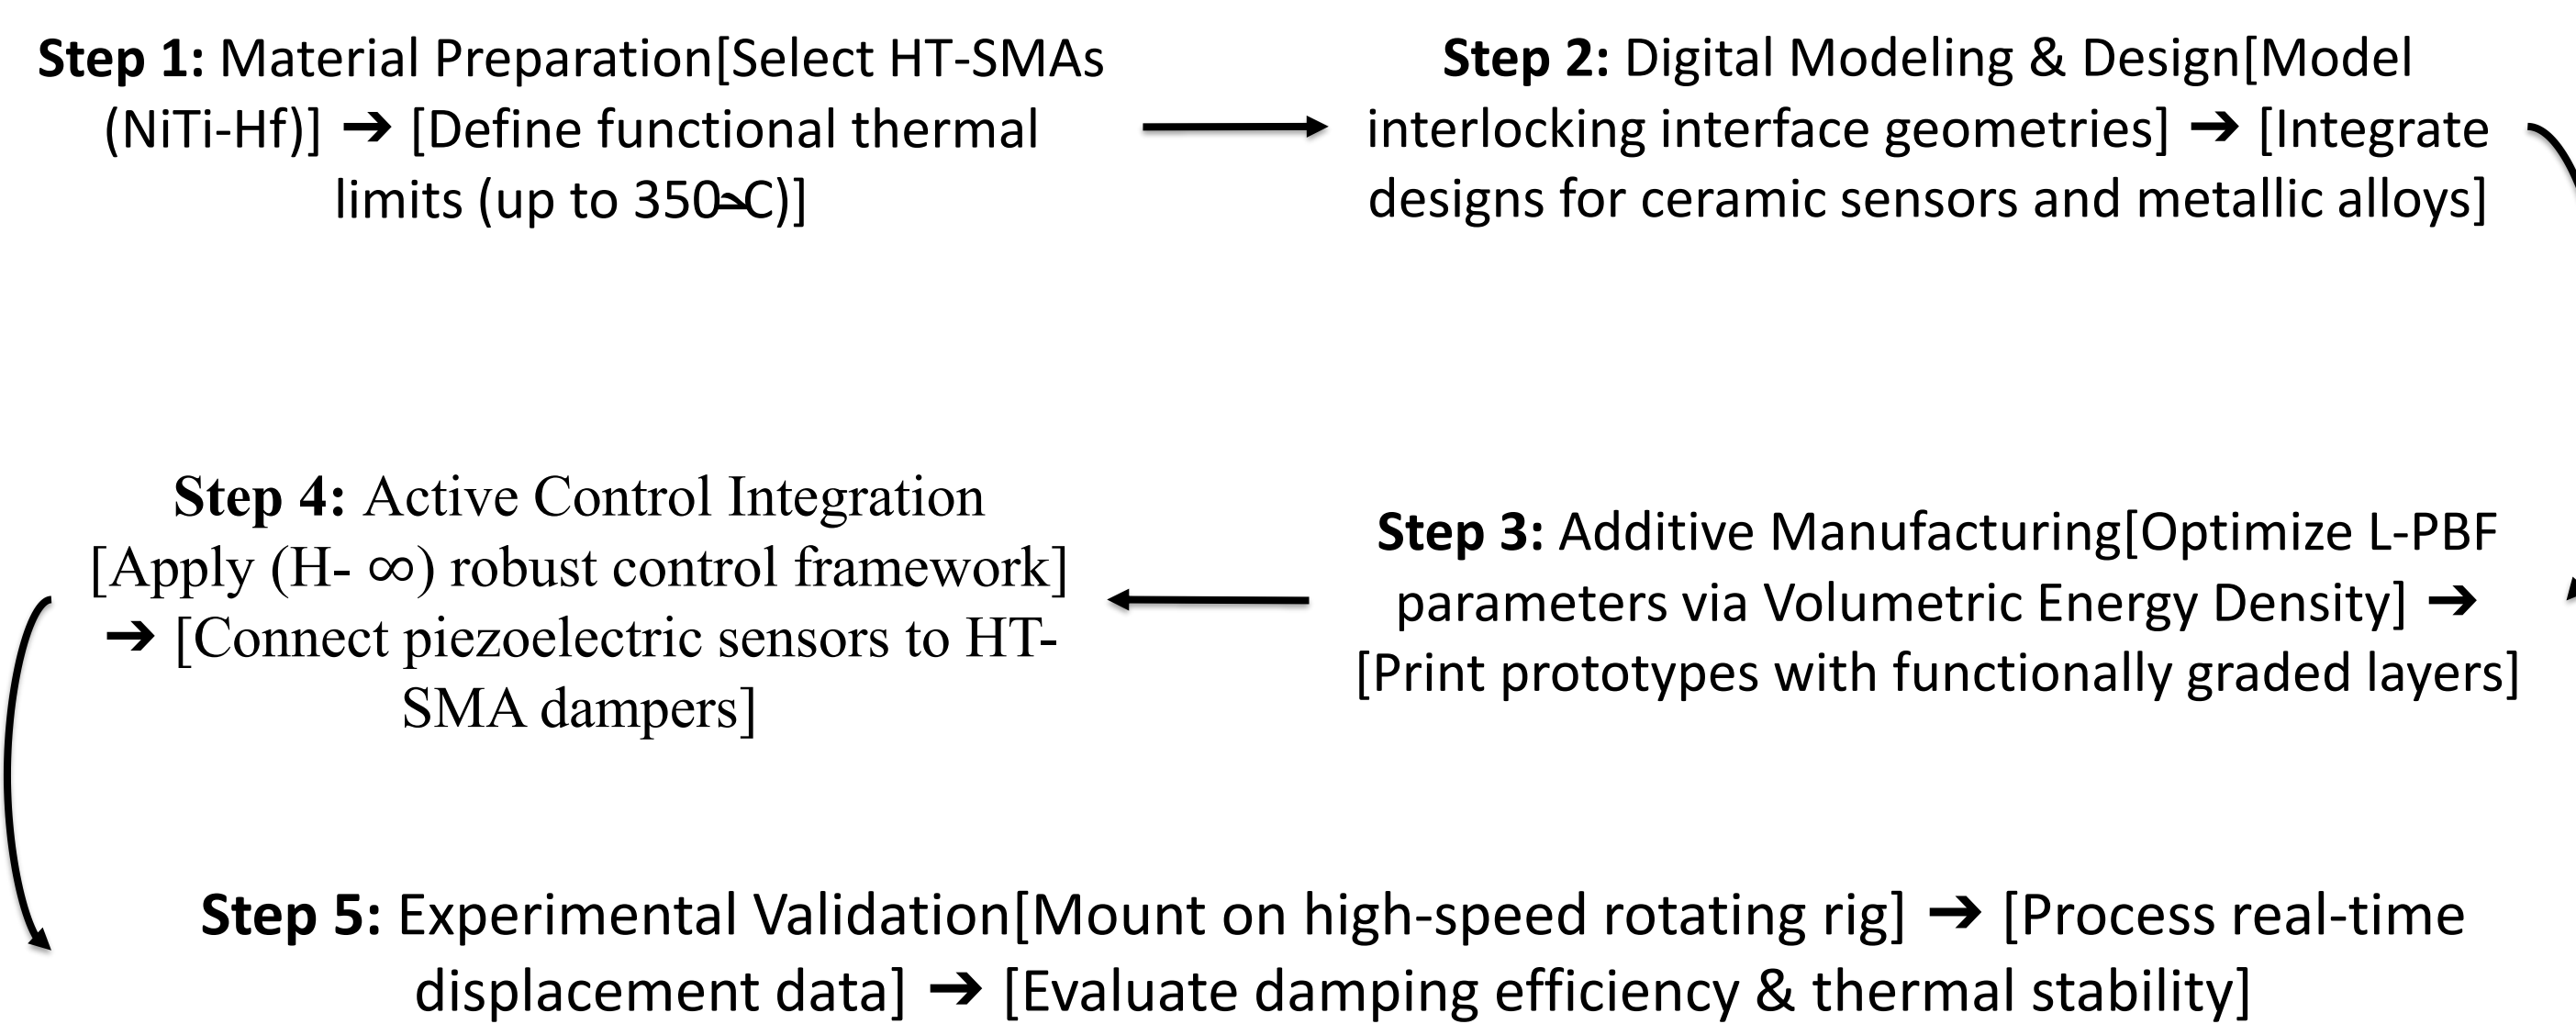 Step 1: Material Preparation[Select HT-SMAs
(NiTi-Hf)] ➔ [Define functional thermal
limits (up to 350ﹾC)]
Step 2: Digital Modeling & Design[Model
interlocking interface geometries] ➔ [Integrate
designs for ceramic sensors and metallic alloys]
Step 3: Additive Manufacturing[Optimize L-PBF
parameters via Volumetric Energy Density] ➔
[Print prototypes with functionally graded layers]
Step 4: Active Control Integration
[Apply (H- ∞) robust control framework]
➔ [Connect piezoelectric sensors to HT-
SMA dampers]
Step 5: Experimental Validation[Mount on high-speed rotating rig] ➔ [Process real-time
displacement data] ➔ [Evaluate damping efficiency & thermal stability]